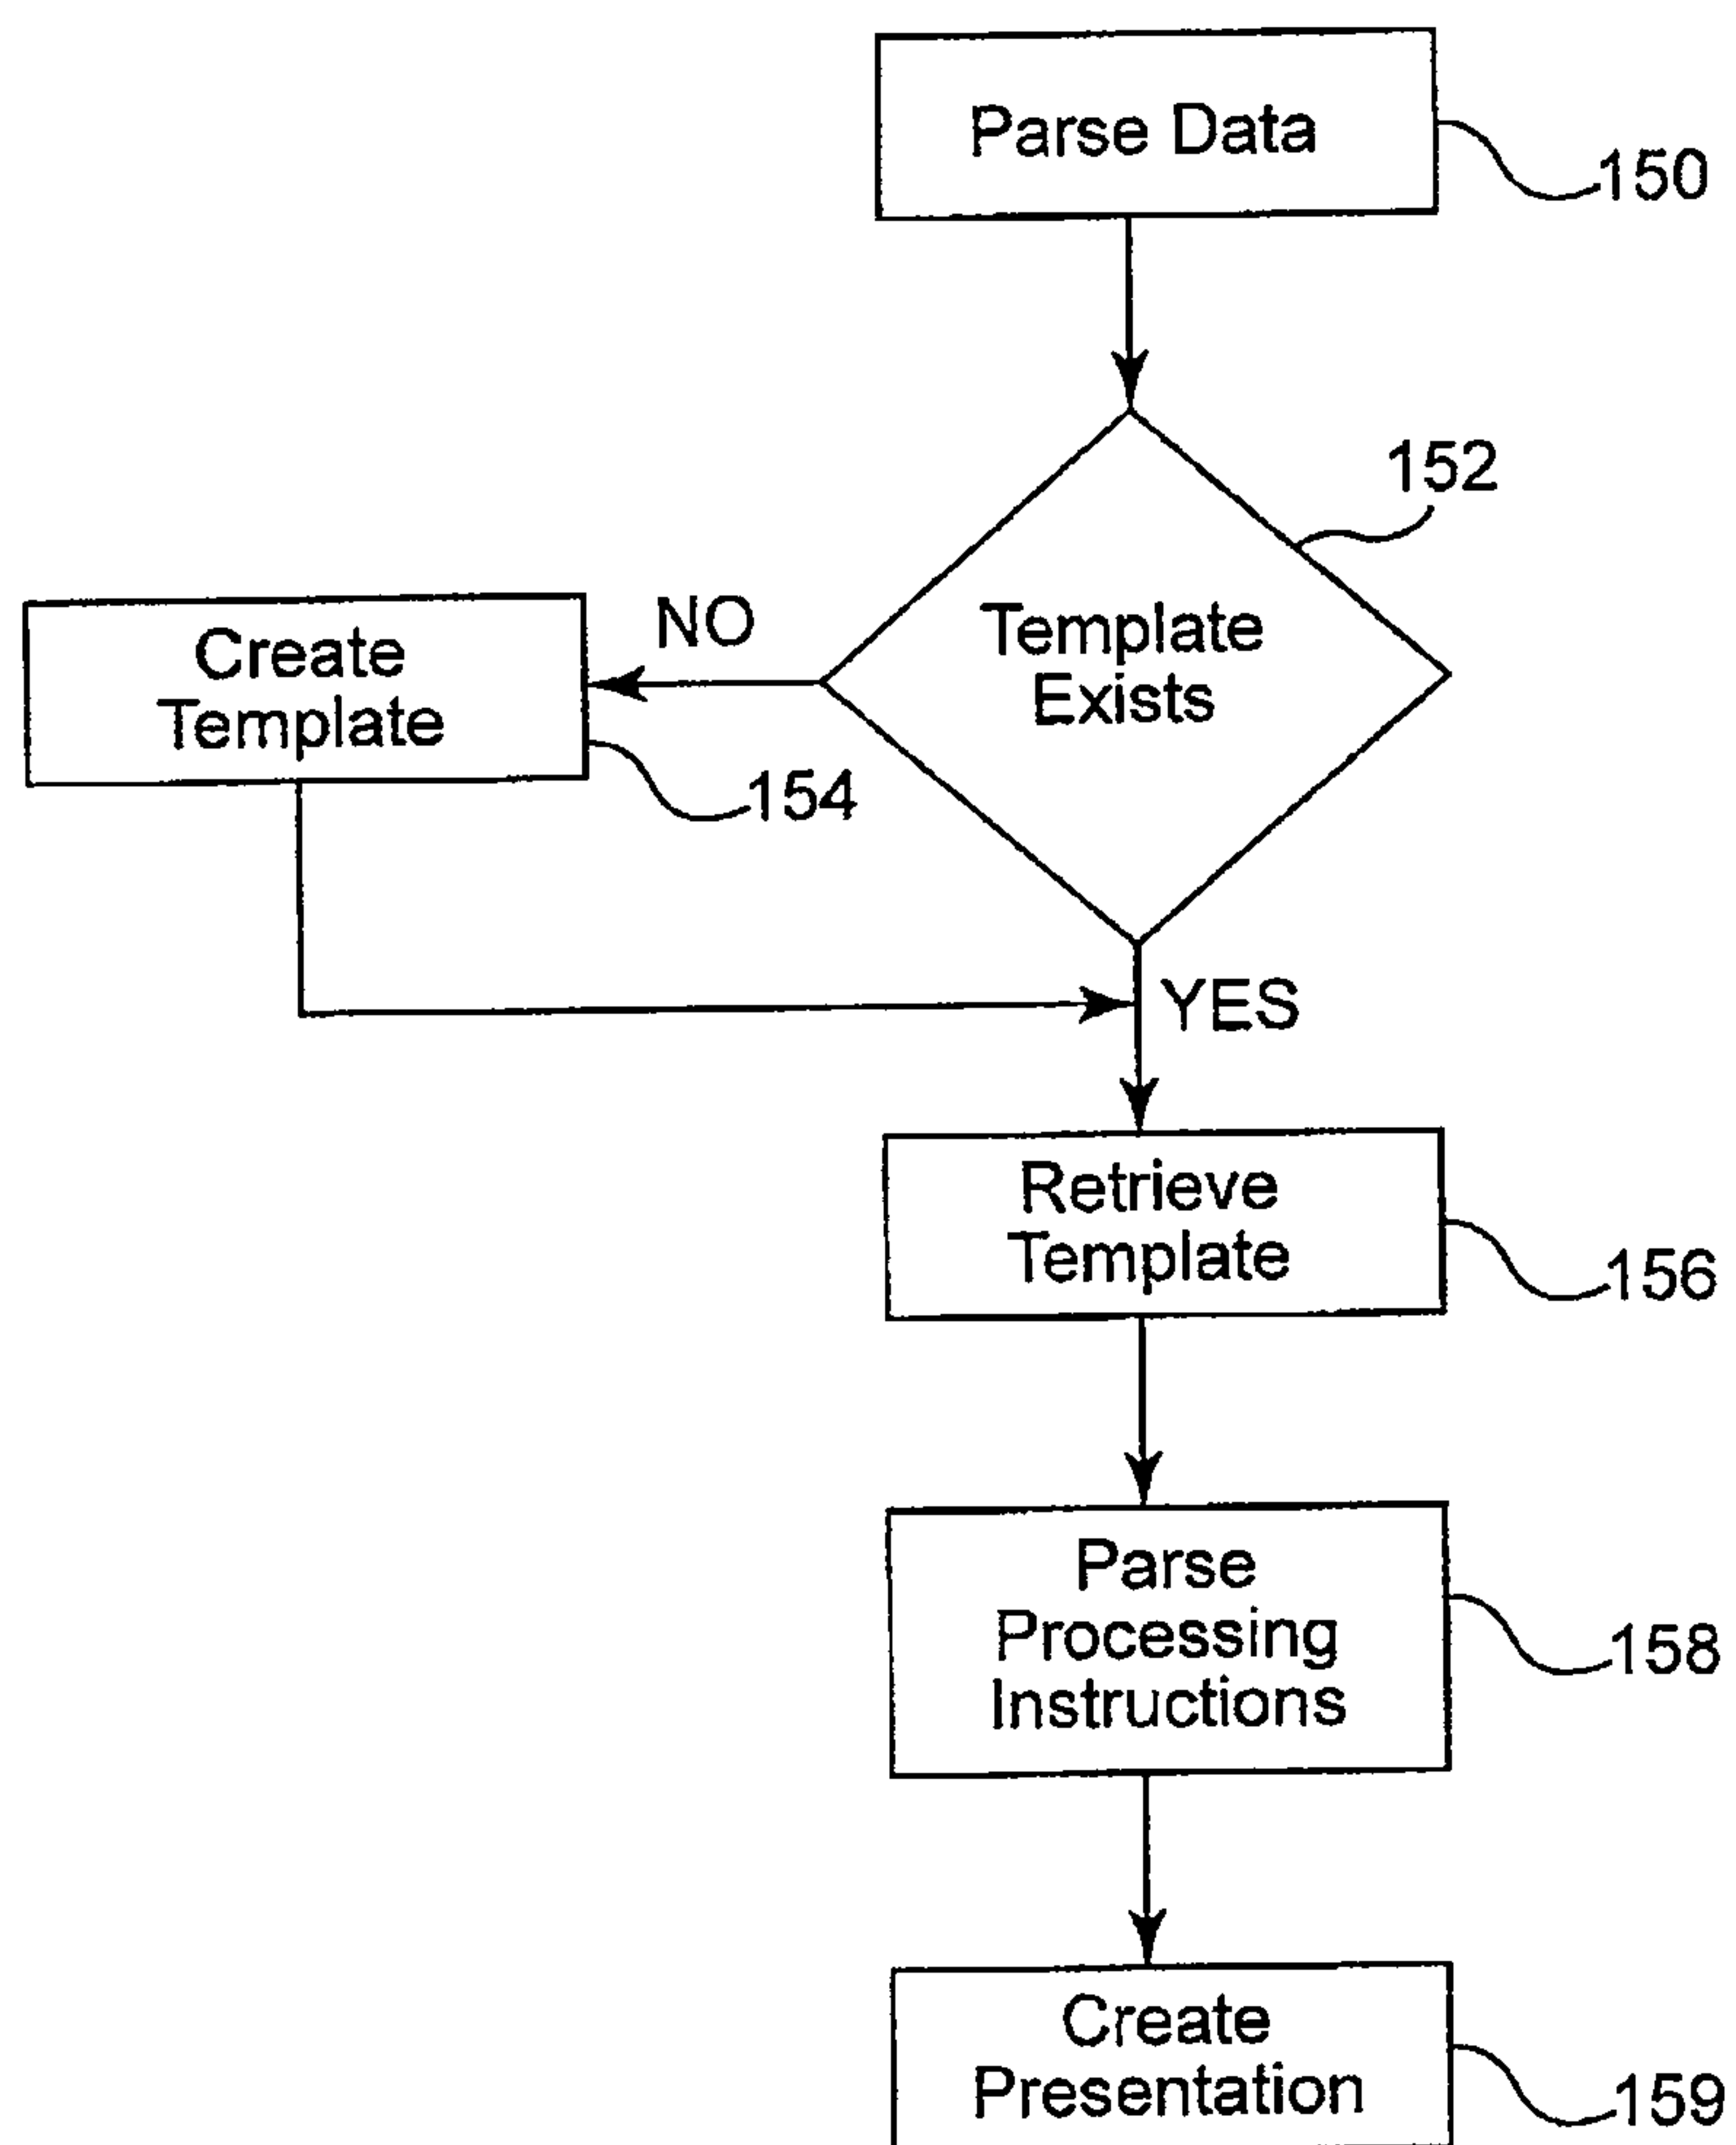 Parse Data
150
152
Template
Exists
NO
Create
Template
154
YES
Retrieve
Template
156
Parse
Processing
Instructions
158
Create
Presentation
159